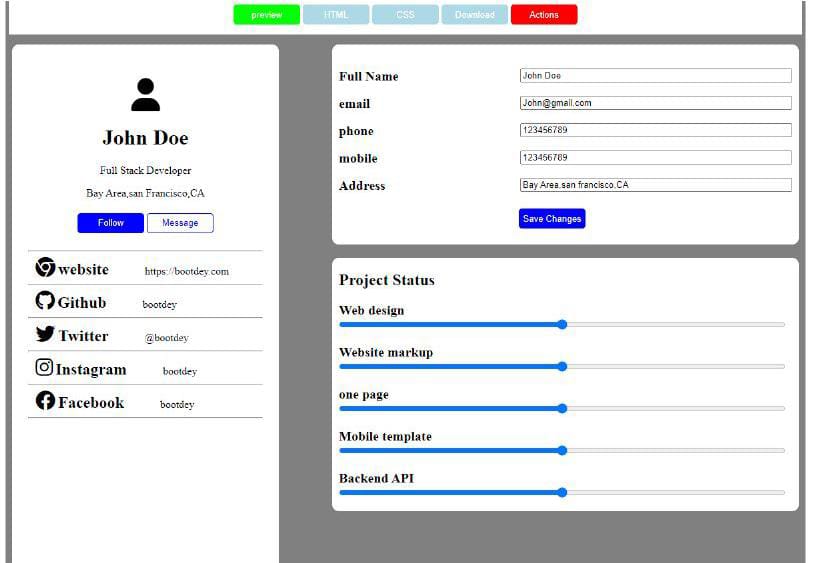 preview HTML CSS Download Actions
John Doe
Full Stack Developer
Bay Area,san Francisco,CA
Follow Message
website https://bootdey.com
Github bootdey
Twitter @bootdey
Instagram bootdey
Facebook bootdey
Full Name John Doe
email John@gmail.com
phone 123456789
mobile 123456789
Address Bay Area,san francisco,CA
Save Changes
Project Status
Web design
Website markup
one page
Mobile template
Backend API